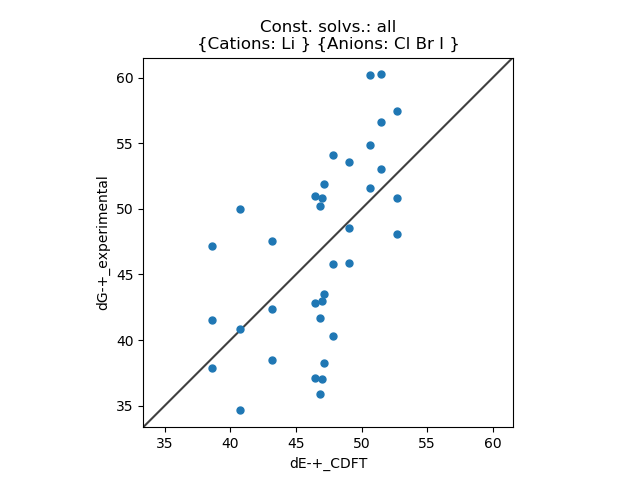 Const. solvs.: all
{Cations: Li } {Anions: Cl Br I }
60
55
50
45
40
35
dG-+_experimental
35 40 45 50 55 60
dE-+_CDFT